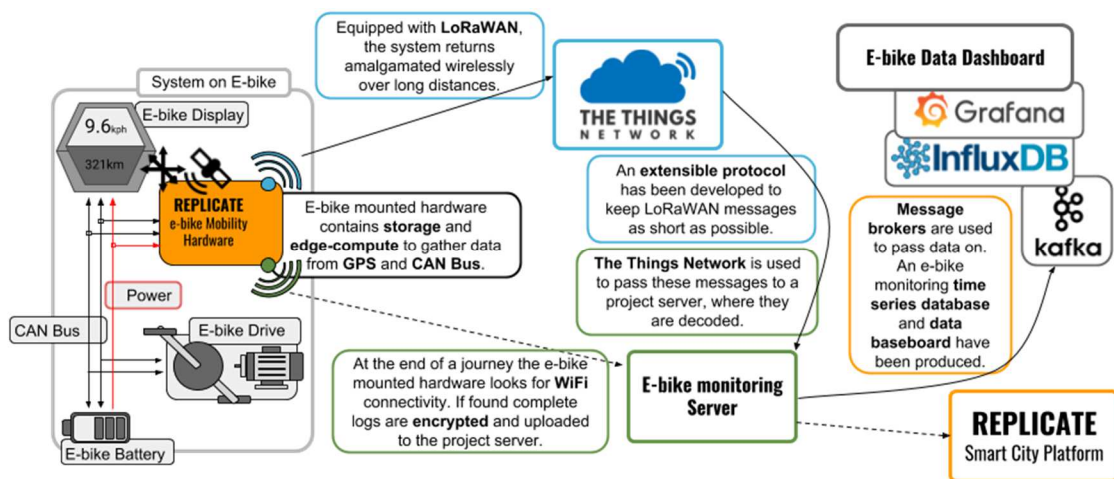 System on E-bike
E-bike Display
9.6kph
321km
REPLICATE
e-bike Mobility
Hardware
Power
CAN Bus
E-bike Drive
E-bike Battery
Equipped with LoRaWAN,
the system returns
amalgamated wirelessly
over long distances.
E-bike mounted hardware
contains storage and
edge-compute to gather data
from GPS and CAN Bus.
At the end of a journey the e-bike
mounted hardware looks for WiFi
connectivity. If found complete
logs are encrypted and uploaded
to the project server.
THE THINGS
NETWORK
An extensible protocol
has been developed to
keep LoRaWAN messages
as short as possible.
The Things Network is used
to pass these messages to a
project server, where they
are decoded.
E-bike monitoring
Server
E-bike Data Dashboard
Grafana
InfluxDB
kafka
Message
brokers are used
to pass data on.
An e-bike
monitoring time
series database
and data
baseboard have
been produced.
REPLICATE
Smart City Platform